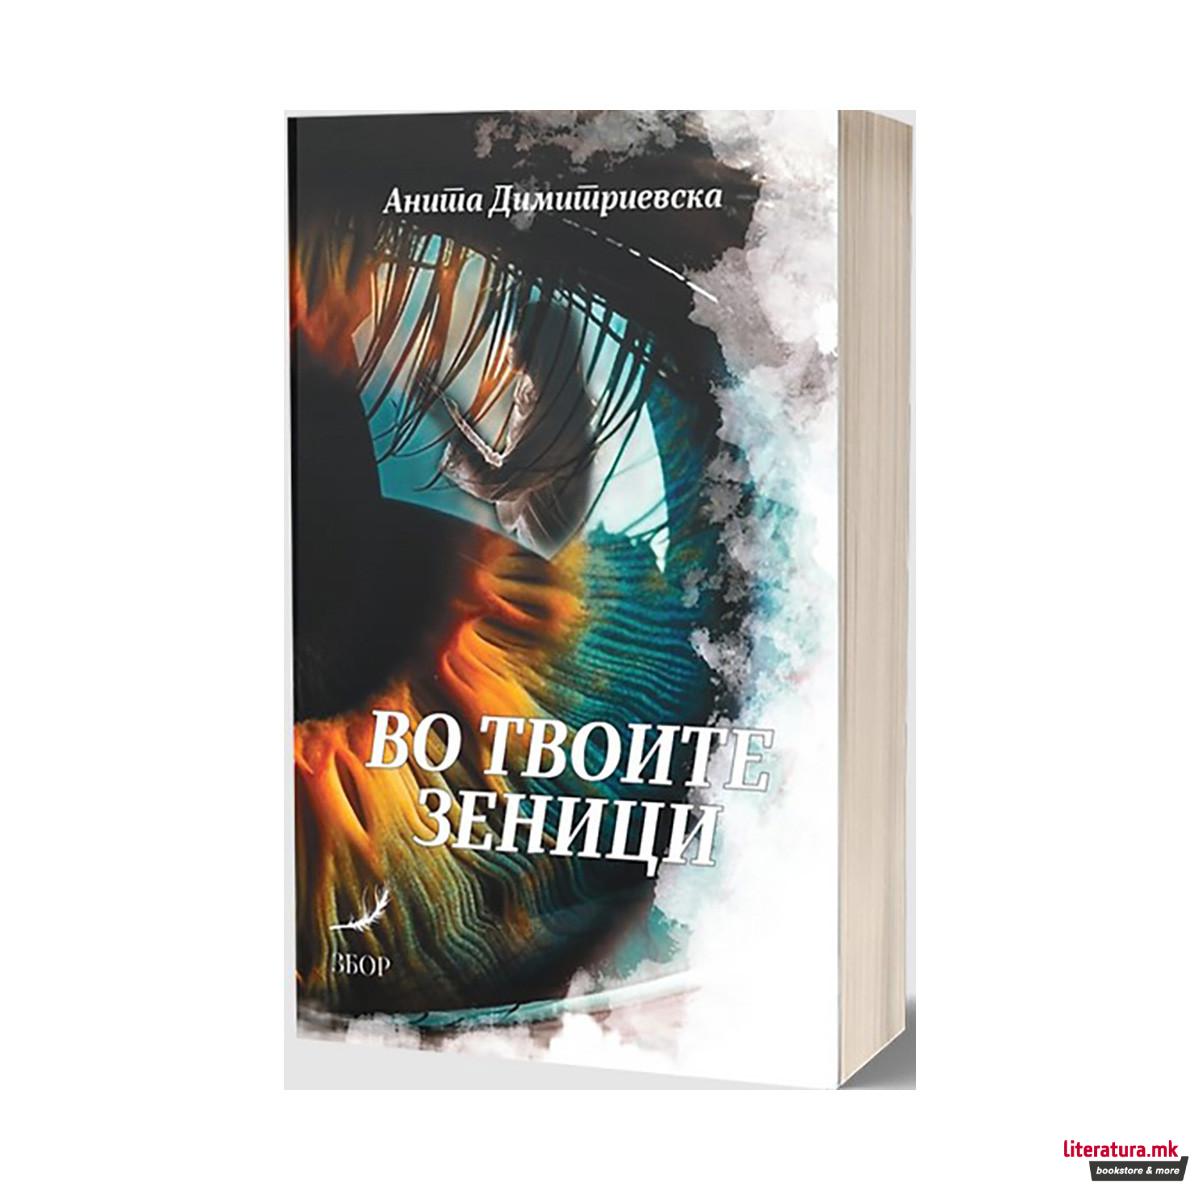 Анита Димитриевска
ВО ТВОИТЕ
ЗЕНИЦИ
ЗБОР
literatura.mk
bookstore & more